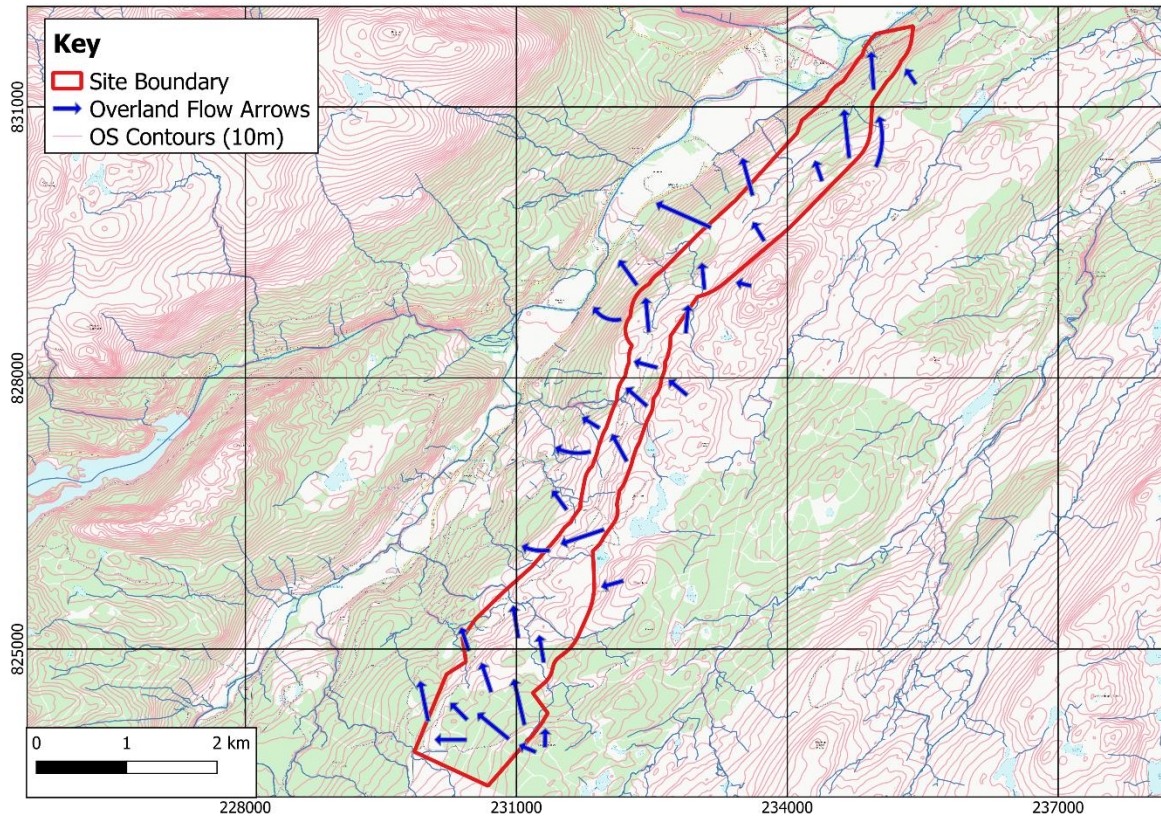 Key
Site Boundary
Overland Flow Arrows
OS Contours (10m)
831000
828000
825000
0 1 2 km
228000 231000 234000 237000